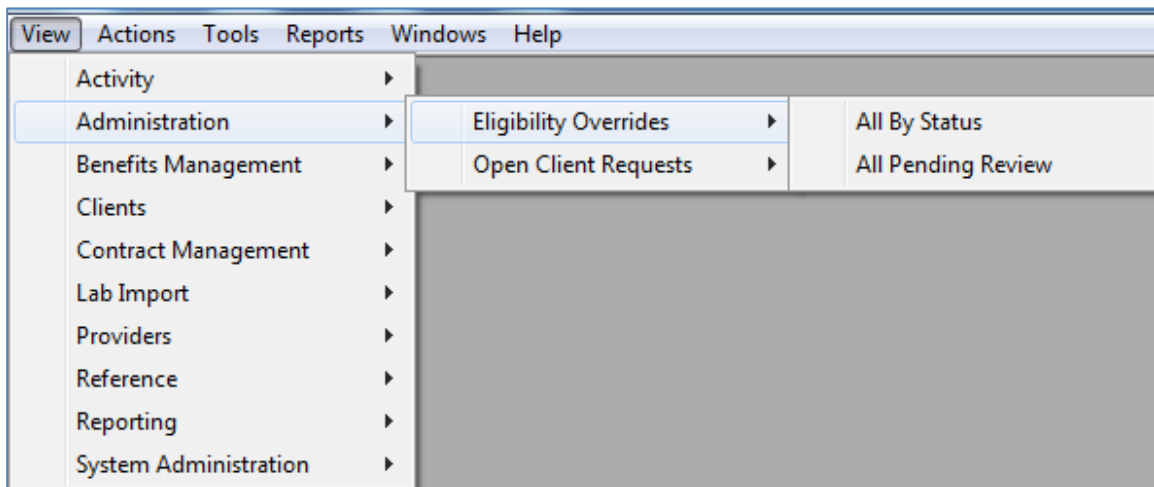 View Actions Tools Reports Windows Help
Activity
Administration Eligibility Overrides All By Status
Benefits Management Open Client Requests All Pending Review
Clients
Contract Management
Lab Import
Providers
Reference
Reporting
System Administration